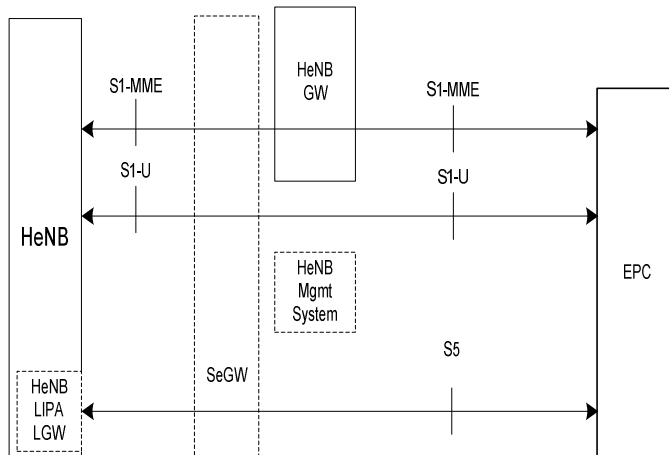 HeNB
GW
S1-MME
S1-MME
S1-U
S1-U
HeNB
HeNB
Mgmt
System
EPC
S5
SeGW
HeNB
LIPA
LGW